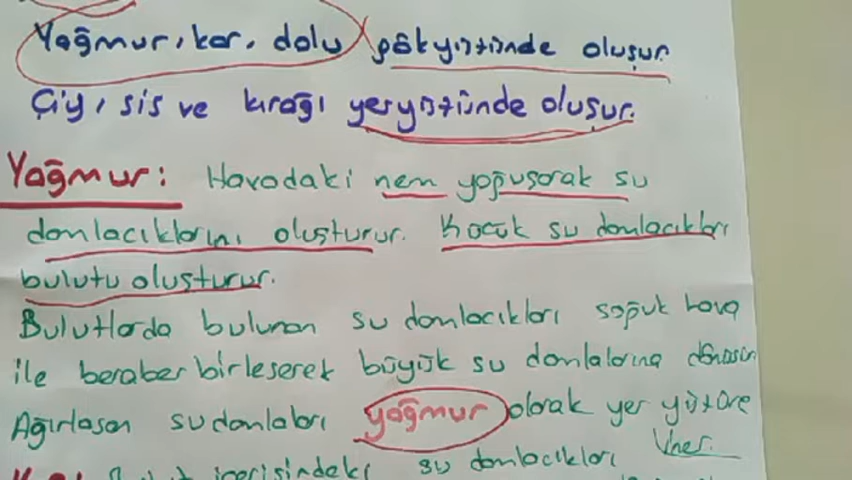 Yağmur, kar, dolu gökyüzünde oluşur.
Çiy, sis ve kırağı yeryüzünde oluşur.
Yağmur: Havadaki nem yoğuşarak su
damlacıklarını oluşturur. Küçük su damlacıkları
bulutu oluşturur.
Bulutlarda bulunan su damlacıkları soğuk hava
ile beraber birleşerek büyük su damlalarına dönüşür
Ağırlaşan su damlaları yağmur olarak yer yüzüne
iner.
içerisindeki su damlacıkları